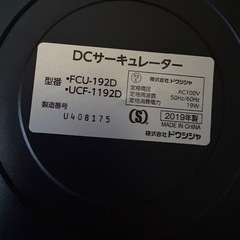 DCサーキュレーター
型番 •FCU-192D
•UCF-1192D
製造番号
U408175
株式会社ドウシシャ
定格電圧 AC100V
定格周波数 50Hz/60Hz
定格消費電力 19W
2019年製
MADE IN CHINA
株式会社ドウシシャ